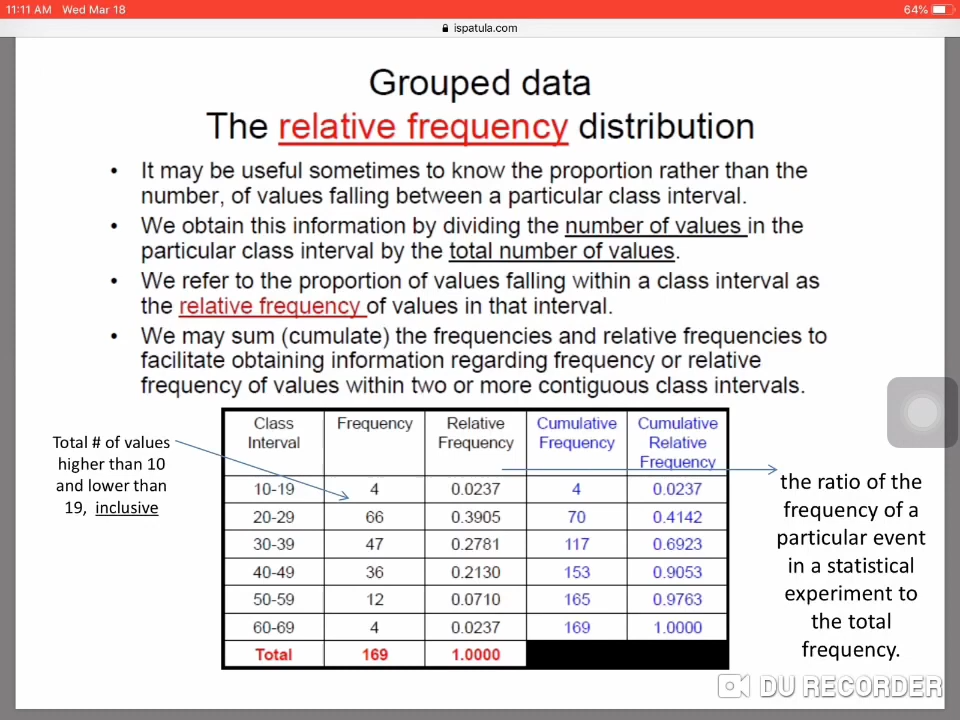 11:11 AM Wed Mar 18
64%
ispatula.com
Grouped data
The relative frequency distribution
• It may be useful sometimes to know the proportion rather than the
number, of values falling between a particular class interval.
• We obtain this information by dividing the number of values in the
particular class interval by the total number of values.
• We refer to the proportion of values falling within a class interval as
the relative frequency of values in that interval.
• We may sum (cumulate) the frequencies and relative frequencies to
facilitate obtaining information regarding frequency or relative
frequency of values within two or more contiguous class intervals.
Total # of values
higher than 10
and lower than
19, inclusive
Class Interval Frequency Relative Frequency Cumulative Frequency Cumulative Relative Frequency
10-19 4 0.0237 4 0.0237
20-29 66 0.3905 70 0.4142
30-39 47 0.2781 117 0.6923
40-49 36 0.2130 153 0.9053
50-59 12 0.0710 165 0.9763
60-69 4 0.0237 169 1.0000
Total 169 1.0000
the ratio of the
frequency of a
particular event
in a statistical
experiment to
the total
frequency.
DU RECORDER